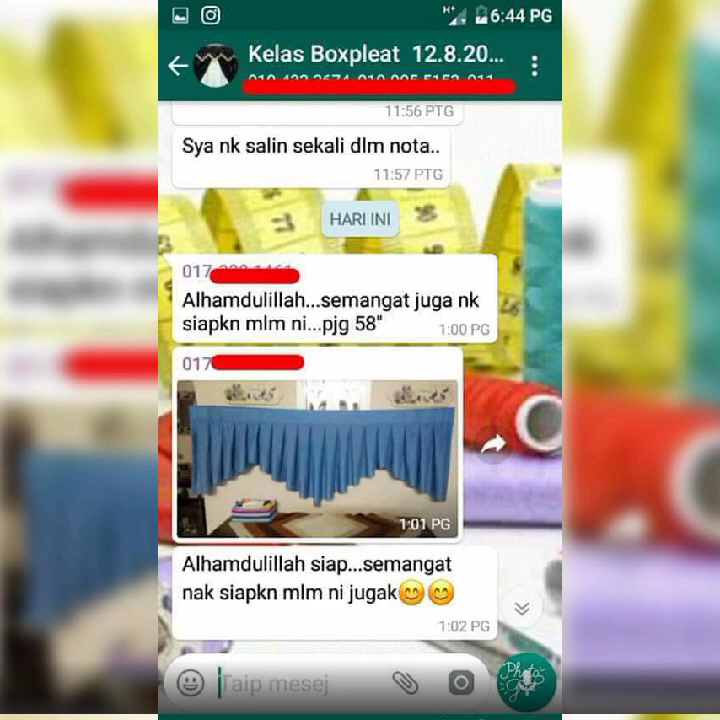 6:44 PG
Kelas Boxpleat 12.8.20...
11:56 PTG
Sya nk salin sekali dlm nota..
11:57 PTG
HARI INI
017
Alhamdulillah...semangat juga nk
siapkn mlm ni...pjg 58"
1:00 PG
017
1:01 PG
Alhamdulillah siap...semangat
nak siapkn mlm ni jugak😊😊
1:02 PG
Taip mesej